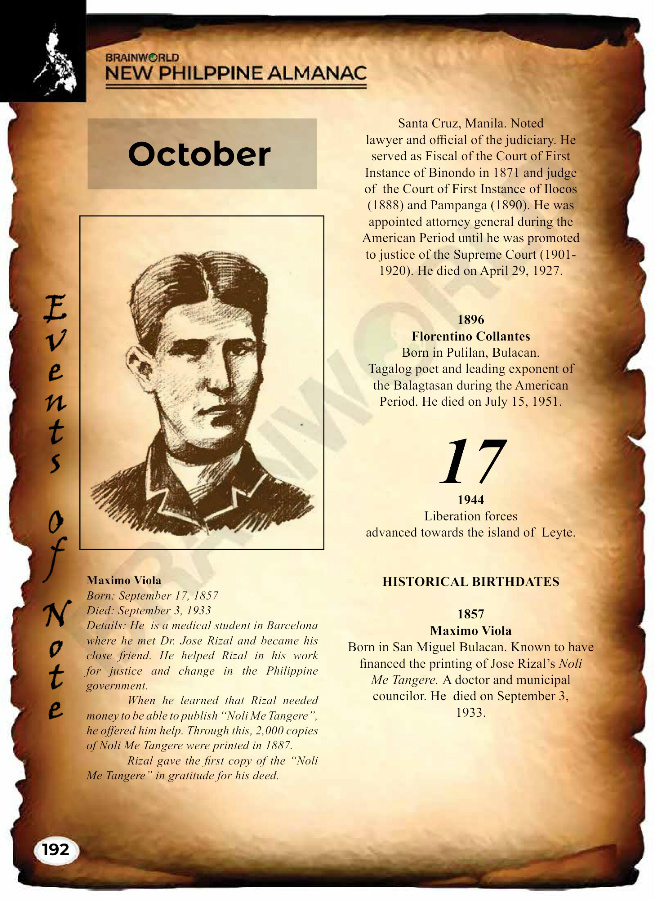 BRAINWORLD
NEW PHILPPINE ALMANAC
October
Events of Note
Maximo Viola
Born: September 17, 1857
Died: September 3, 1933
Details: He is a medical student in Barcelona
where he met Dr. Jose Rizal and became his
close friend. He helped Rizal in his work
for justice and change in the Philippine
government.
When he learned that Rizal needed
money to be able to publish “Noli Me Tangere”,
he offered him help. Through this, 2,000 copies
of Noli Me Tangere were printed in 1887.
Rizal gave the first copy of the “Noli
Me Tangere” in gratitude for his deed.
Santa Cruz, Manila. Noted
lawyer and official of the judiciary. He
served as Fiscal of the Court of First
Instance of Binondo in 1871 and judge
of the Court of First Instance of Ilocos
(1888) and Pampanga (1890). He was
appointed attorney general during the
American Period until he was promoted
to justice of the Supreme Court (1901-
1920). He died on April 29, 1927.
1896
Florentino Collantes
Born in Pulilan, Bulacan.
Tagalog poet and leading exponent of
the Balagtasan during the American
Period. He died on July 15, 1951.
17
1944
Liberation forces
advanced towards the island of Leyte.
HISTORICAL BIRTHDATES
1857
Maximo Viola
Born in San Miguel Bulacan. Known to have
financed the printing of Jose Rizal’s Noli
Me Tangere. A doctor and municipal
councilor. He died on September 3,
1933.
192